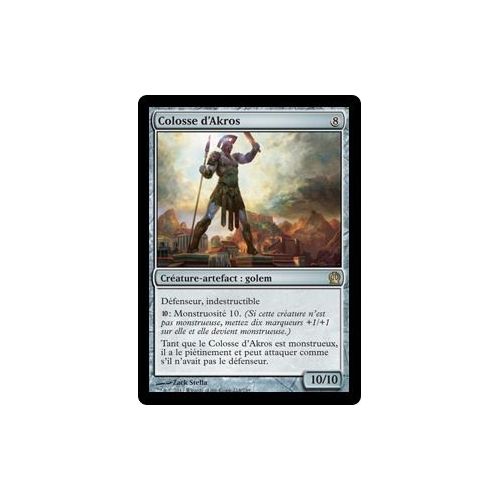 Colosse d'Akros 8
Créature-artefact : golem
Défenseur, indestructible
10: Monstruosité 10. (Si cette créature n'est
pas monstrueuse, mettez dix marqueurs +1/+1
sur elle et elle devient monstrueuse.)
Tant que le Colosse d'Akros est monstrueux,
il a le piétinement et peut attaquer comme
s'il n'avait pas le défenseur.
10/10
Zack Stella